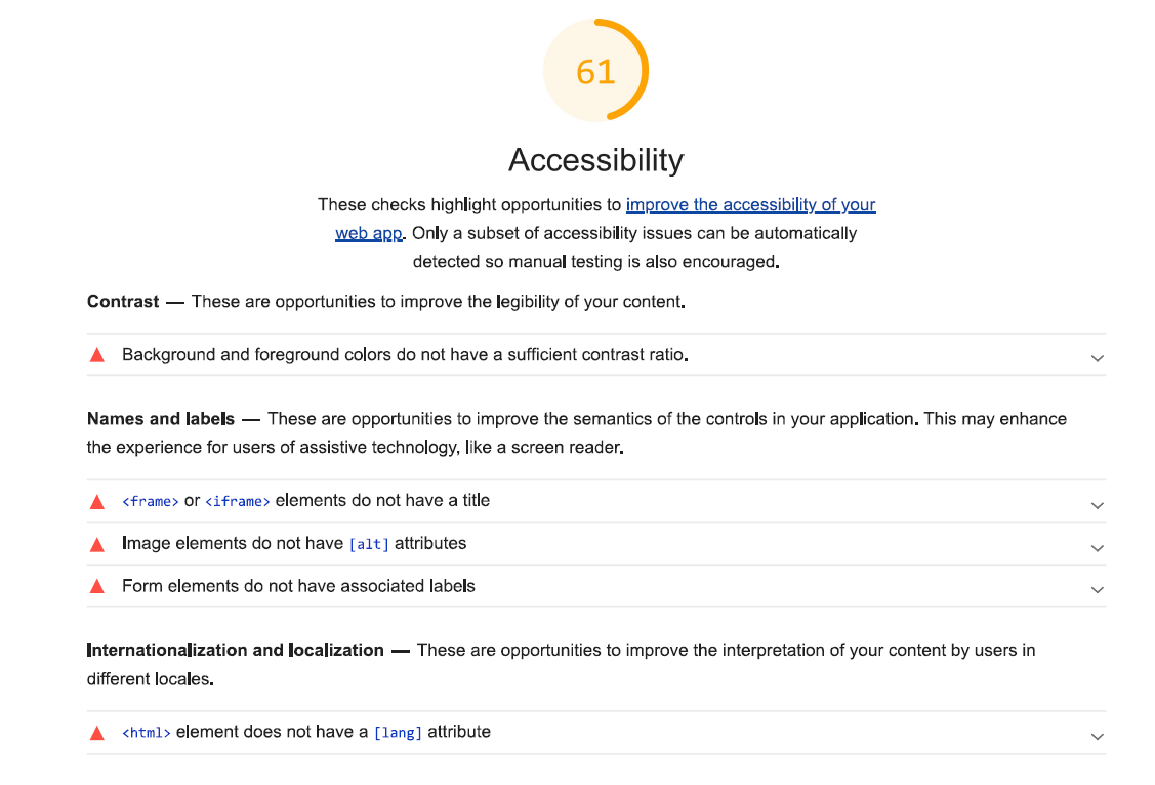 61
Accessibility
These checks highlight opportunities to improve the accessibility of your
web app. Only a subset of accessibility issues can be automatically
detected so manual testing is also encouraged.
Contrast — These are opportunities to improve the legibility of your content.
Background and foreground colors do not have a sufficient contrast ratio.
Names and labels — These are opportunities to improve the semantics of the controls in your application. This may enhance
the experience for users of assistive technology, like a screen reader.
<frame> or <iframe> elements do not have a title
Image elements do not have [alt] attributes
Form elements do not have associated labels
Internationalization and localization — These are opportunities to improve the interpretation of your content by users in
different locales.
<html> element does not have a [lang] attribute